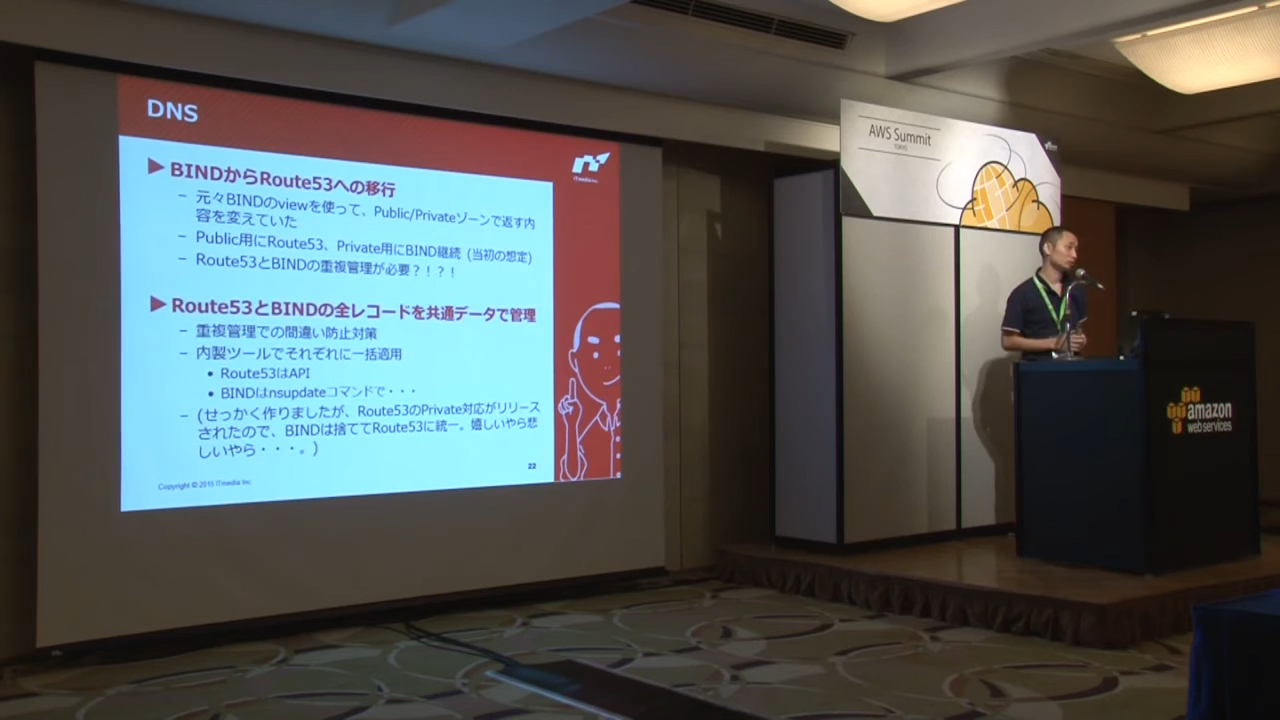 DNS
ITmedia Inc.
▶BINDからRoute53への移行
– 元々BINDのviewを使って、Public/Privateゾーンで返す内
容を変えていた
– Public用にRoute53、Private用にBIND継続 (当初の想定)
– Route53とBINDの重複管理が必要？！？！
▶Route53とBINDの全レコードを共通データで管理
– 重複管理での間違い防止対策
– 内製ツールでそれぞれに一括適用
• Route53はAPI
• BINDはnsupdateコマンドで・・・
– (せっかく作りましたが、Route53のPrivate対応がリリース
されたので、BINDは捨ててRoute53に統一。嬉しいやら悲
しいやら・・・。)
22
Copyright © 2015 ITmedia Inc.
AWS Summit
TOKYO
amazon
web services